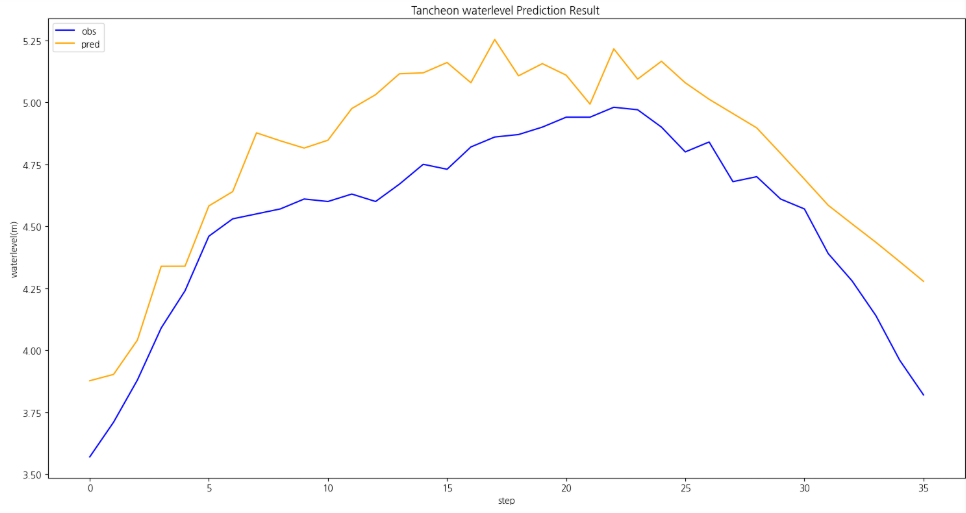 Tancheon waterlevel Prediction Result
obs
pred
waterlevel(m)
5.25
5.00
4.75
4.50
4.25
4.00
3.75
3.50
0 5 10 15 20 25 30 35
step